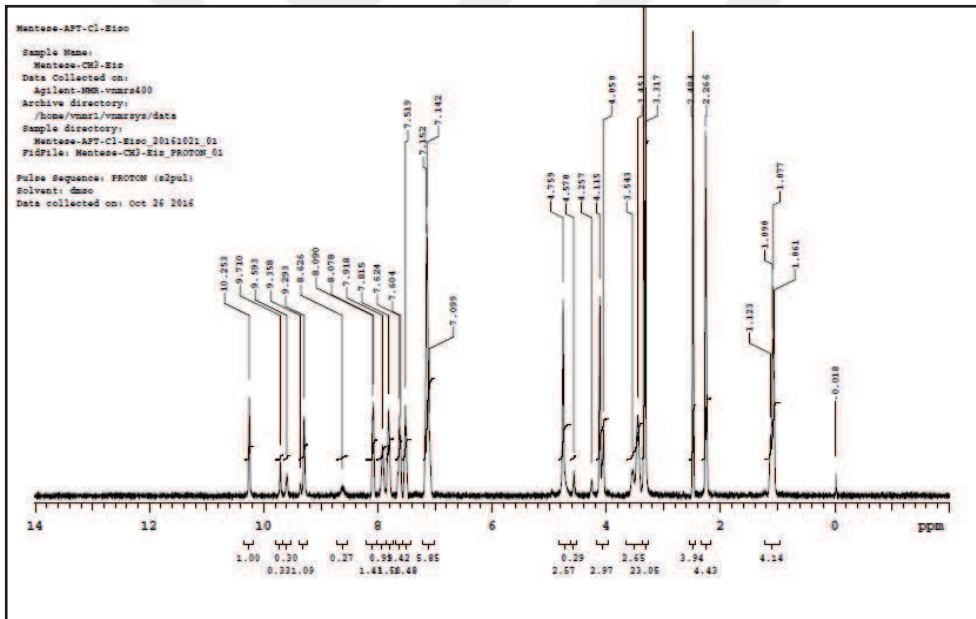 Mentese-APT-Cl-Eiso
Sample Name:
Mentese-CH3-Eis
Data Collected on:
Agilent-NMR-vnmrs400
Archive directory:
/home/vnmr1/vnmrsys/data
Sample directory:
Mentese-APT-Cl-Eisc_20161021_01
FidFile: Mentese-CH3-Eis_PROTON_01
Pulse Sequence: PROTON (s2pul)
Solvent: dmso
Data collected on: Oct 26 2016
10.253
9.710
9.593
9.358
9.293
8.626
8.090
8.078
7.918
7.815
7.624
7.604
7.519
7.152
7.142
7.099
4.759
4.578
4.257
4.115
4.058
3.543
3.451
3.317
2.484
2.266
1.123
1.098
1.077
1.061
-0.018
14 12 10 8 6 4 2 0 ppm
1.00 0.30 0.27 5.85 0.29 2.65 3.94 4.14
2.57 2.97 23.05 4.43